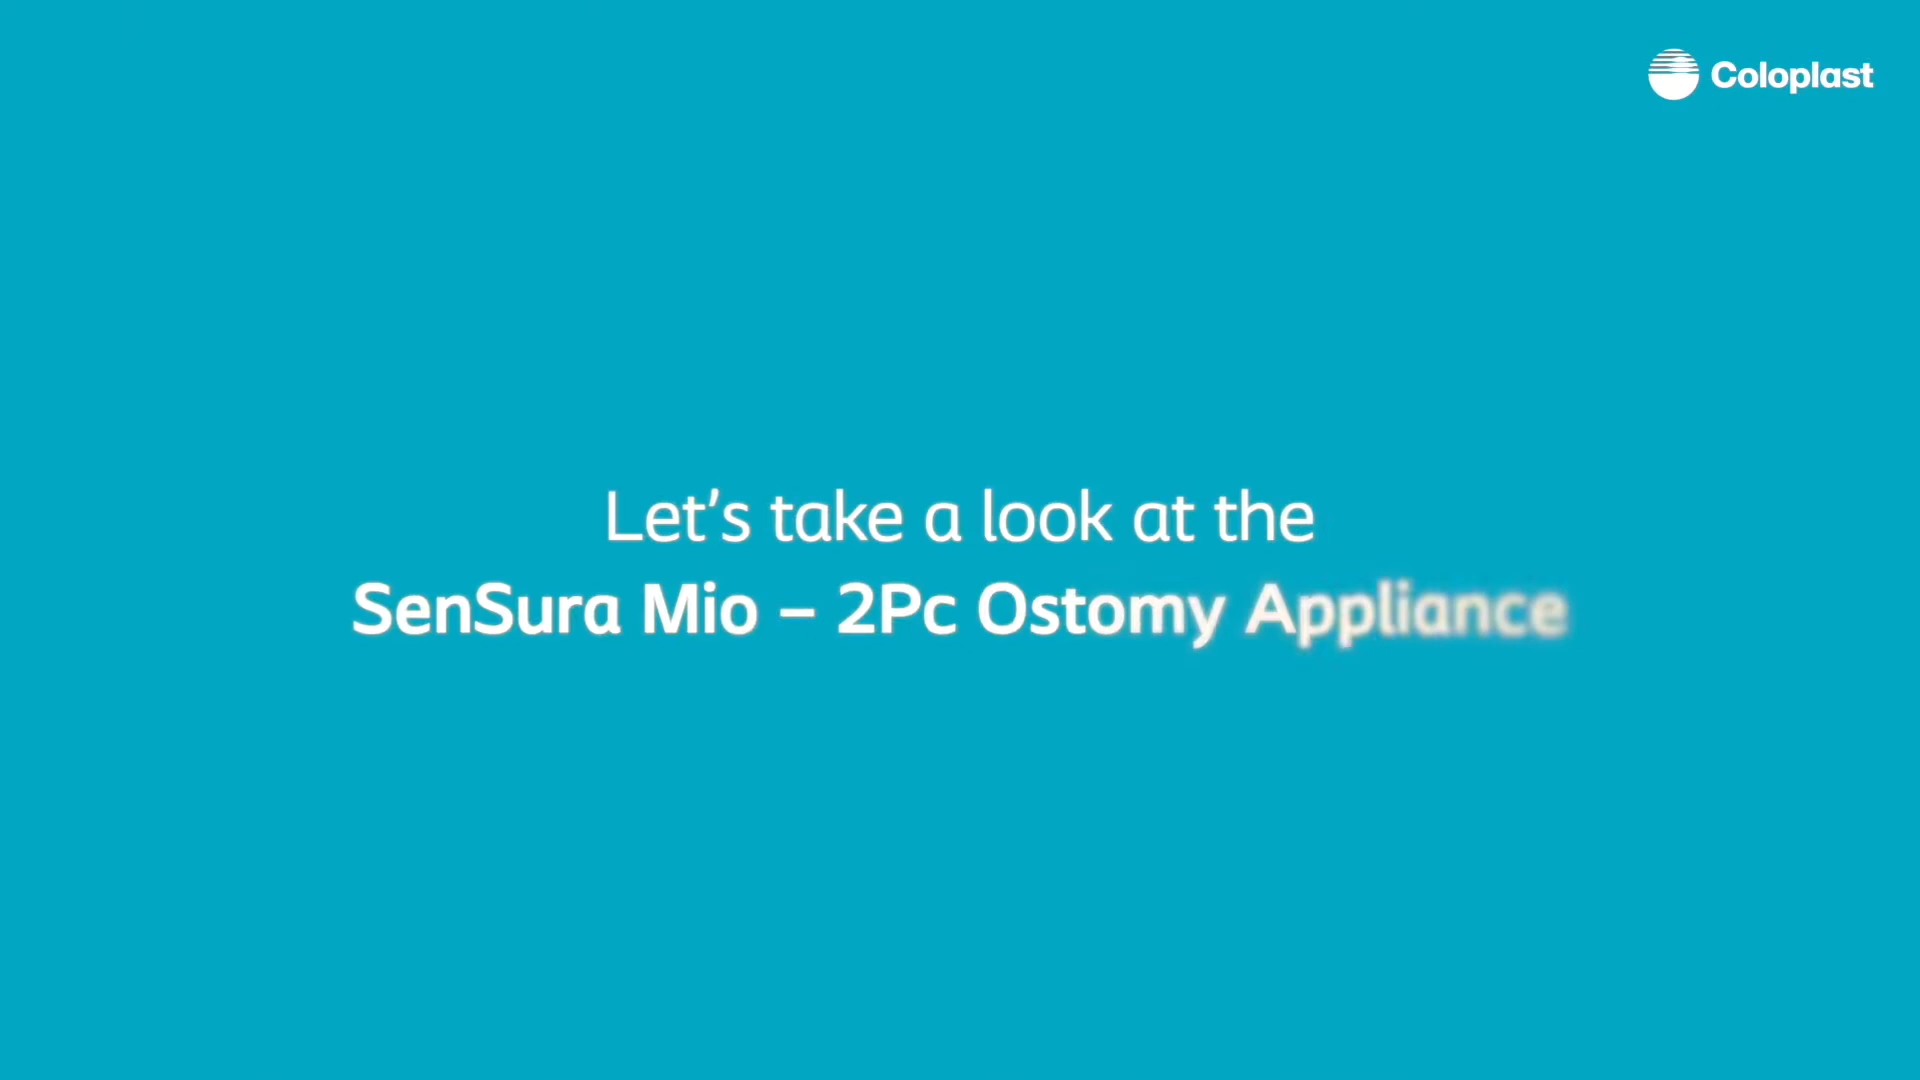 Coloplast
Let’s take a look at the
SenSura Mio – 2Pc Ostomy Appliance